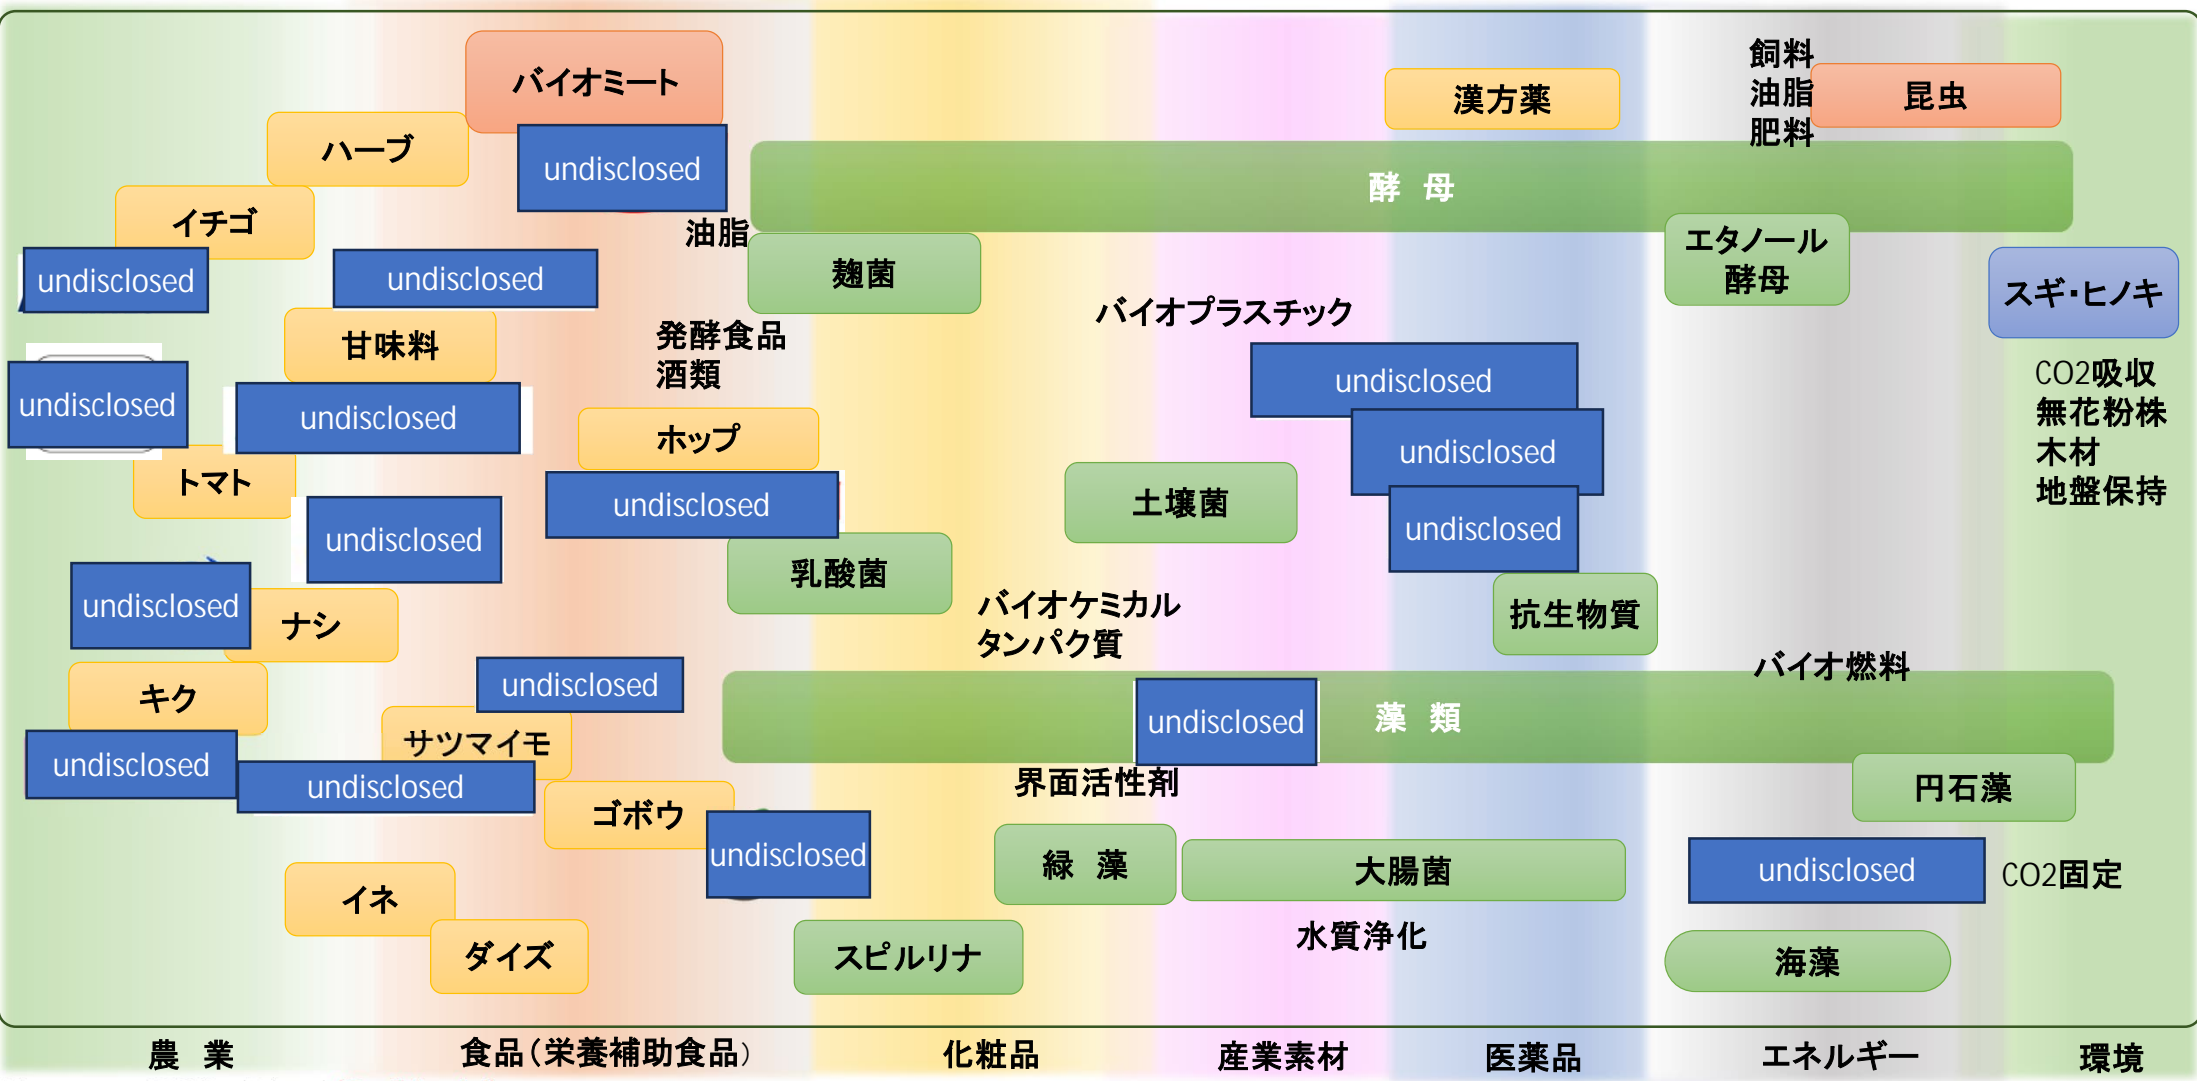 バイオミート
漢方薬
飼料
油脂
肥料
昆虫
ハーブ
undisclosed
酵 母
イチゴ
油脂
エタノール
酵母
undisclosed
undisclosed
麹菌
スギ・ヒノキ
バイオプラスチック
甘味料
発酵食品
酒類
undisclosed
CO2吸収
無花粉株
木材
地盤保持
undisclosed
undisclosed
ホップ
undisclosed
トマト
undisclosed
土壌菌
undisclosed
undisclosed
乳酸菌
undisclosed
ナシ
バイオケミカル
タンパク質
抗生物質
バイオ燃料
キク
undisclosed
undisclosed
藻 類
サツマイモ
undisclosed
undisclosed
界面活性剤
円石藻
ゴボウ
undisclosed
緑 藻
大腸菌
undisclosed
CO2固定
イネ
水質浄化
ダイズ
スピルリナ
海藻
農 業
食品（栄養補助食品）
化粧品
産業素材
医薬品
エネルギー
環境